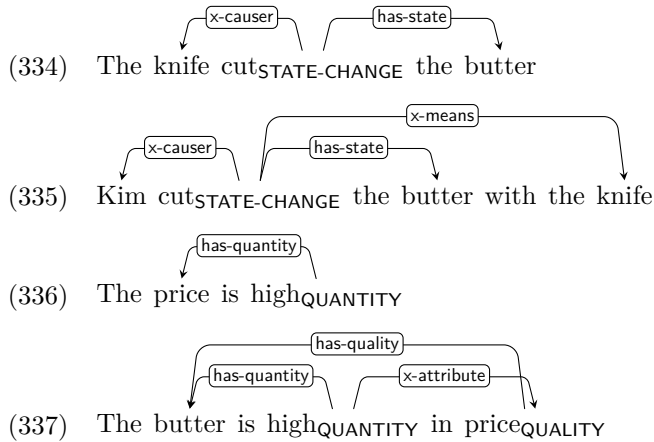 x-causer has-state
(334) The knife cutSTATE-CHANGE the butter
x-means
x-causer has-state
(335) Kim cutSTATE-CHANGE the butter with the knife
has-quantity
(336) The price is highQUANTITY
has-quality
has-quantity x-attribute
(337) The butter is highQUANTITY in priceQUALITY